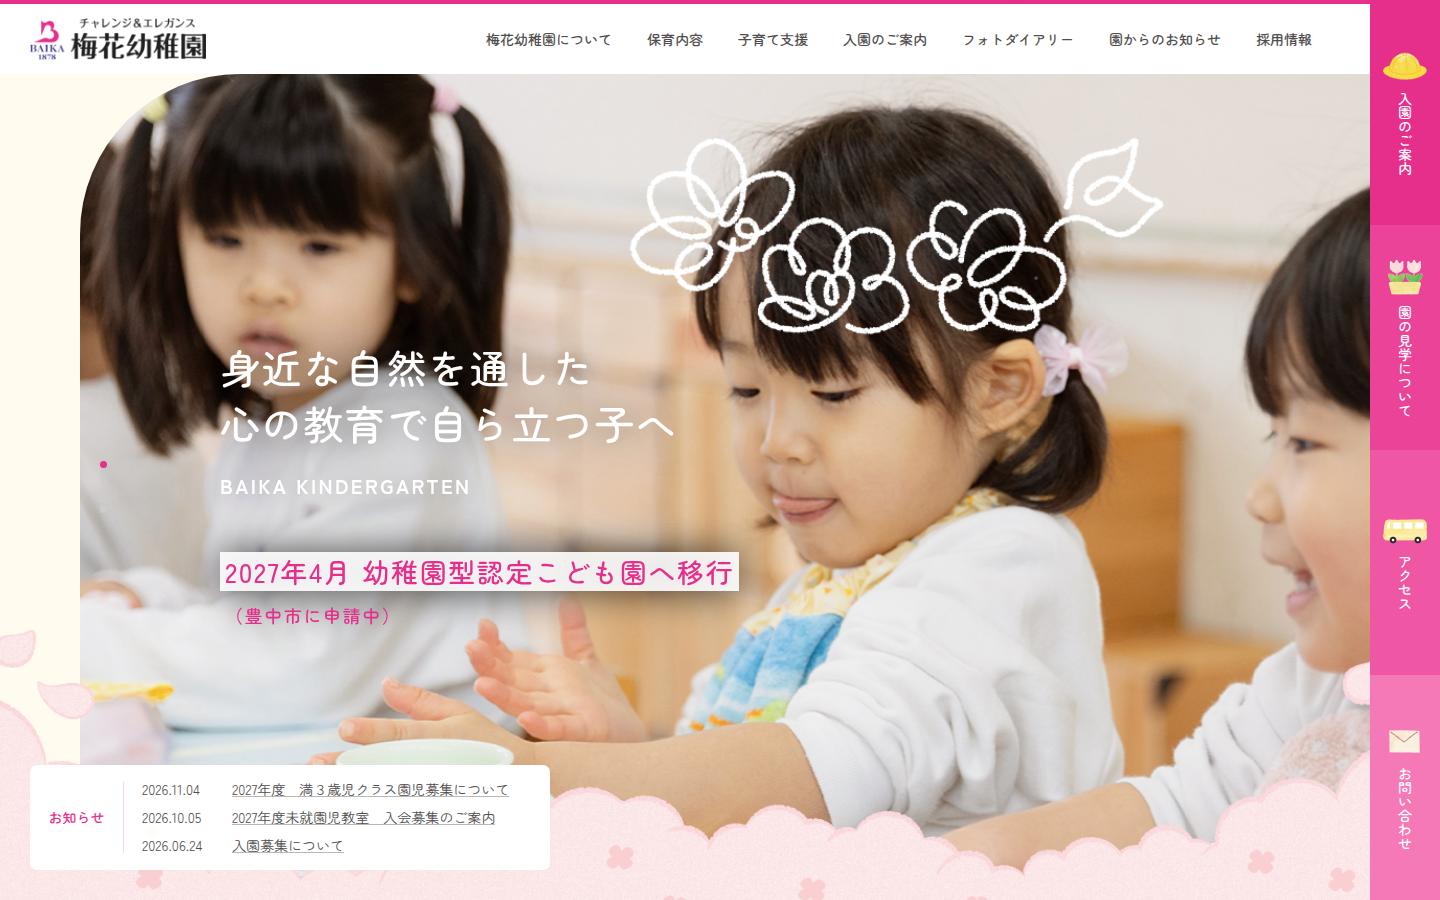 チャレンジ&エレガンス
BAIKA
1878
梅花幼稚園
梅花幼稚園について
保育内容
子育て支援
入園のご案内
フォトダイアリー
園からのお知らせ
採用情報
入園のご案内
園の見学について
アクセス
お問い合わせ
身近な自然を通した
心の教育で自ら立つ子へ
BAIKA KINDERGARTEN
2027年4月 幼稚園型認定こども園へ移行
（豊中市に申請中）
お知らせ
2026.11.04 2027年度　満３歳児クラス園児募集について
2026.10.05 2027年度未就園児教室　入会募集のご案内
2026.06.24 入園募集について